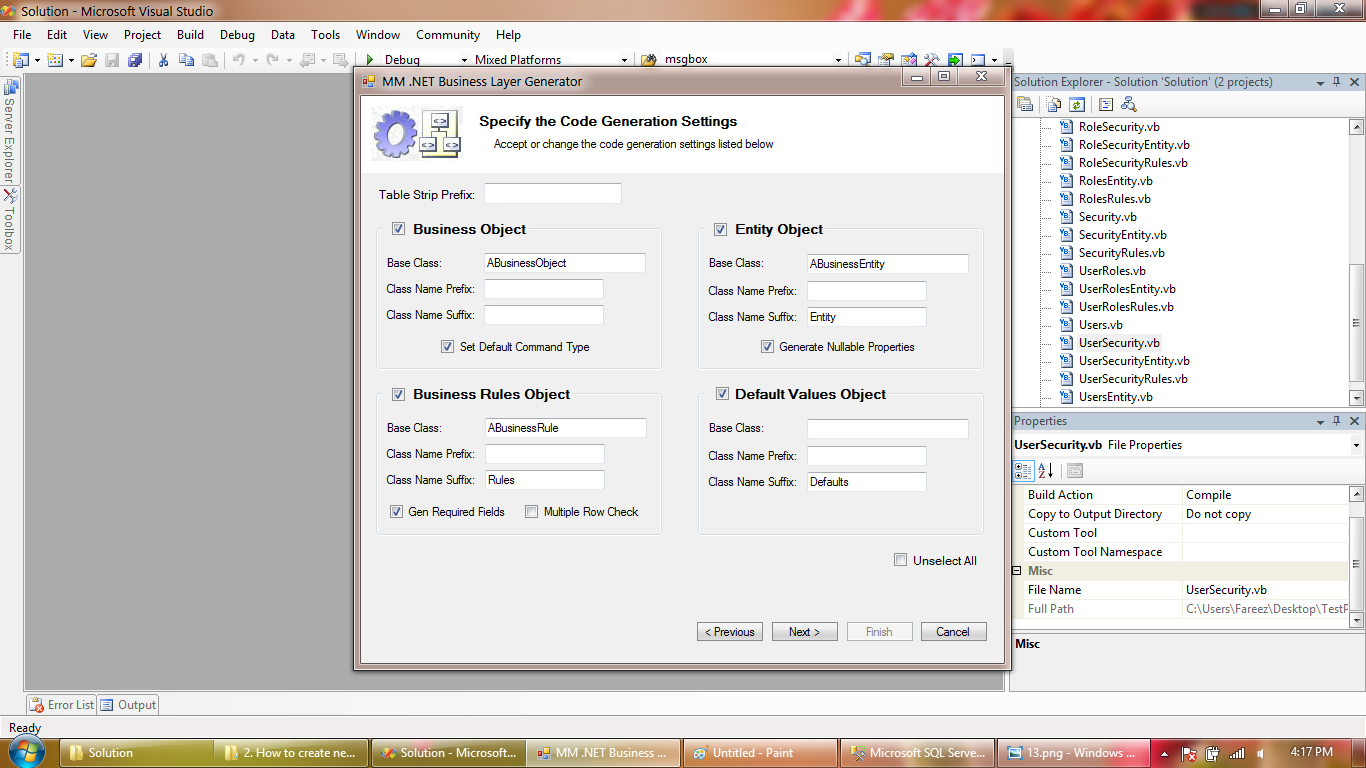 Solution - Microsoft Visual Studio
File Edit View Project Build Debug Data Tools Window Community Help
Debug Mixed Platforms msgbox
Server Explorer
Toolbox
MM .NET Business Layer Generator
Specify the Code Generation Settings
Accept or change the code generation settings listed below
Table Strip Prefix:
Business Object
Base Class: ABusinessObject
Class Name Prefix:
Class Name Suffix:
Set Default Command Type
Entity Object
Base Class: ABusinessEntity
Class Name Prefix:
Class Name Suffix: Entity
Generate Nullable Properties
Business Rules Object
Base Class: ABusinessRule
Class Name Prefix:
Class Name Suffix: Rules
Gen Required Fields Multiple Row Check
Default Values Object
Base Class:
Class Name Prefix:
Class Name Suffix: Defaults
Unselect All
< Previous Next > Finish Cancel
Solution Explorer - Solution 'Solution' (2 projects)
RoleSecurity.vb
RoleSecurityEntity.vb
RoleSecurityRules.vb
RolesEntity.vb
RolesRules.vb
Security.vb
SecurityEntity.vb
SecurityRules.vb
UserRoles.vb
UserRolesEntity.vb
UserRolesRules.vb
Users.vb
UserSecurity.vb
UserSecurityEntity.vb
UserSecurityRules.vb
UsersEntity.vb
Properties
UserSecurity.vb File Properties
Build Action Compile
Copy to Output Directory Do not copy
Custom Tool
Custom Tool Namespace
Misc
File Name UserSecurity.vb
Full Path C:\Users\Fareez\Desktop\TestP
Misc
Error List Output
Ready
Solution 2. How to create ne... Solution - Microsoft... MM .NET Business ... Untitled - Paint Microsoft SQL Serve... 13.png - Windows ... 4:17 PM